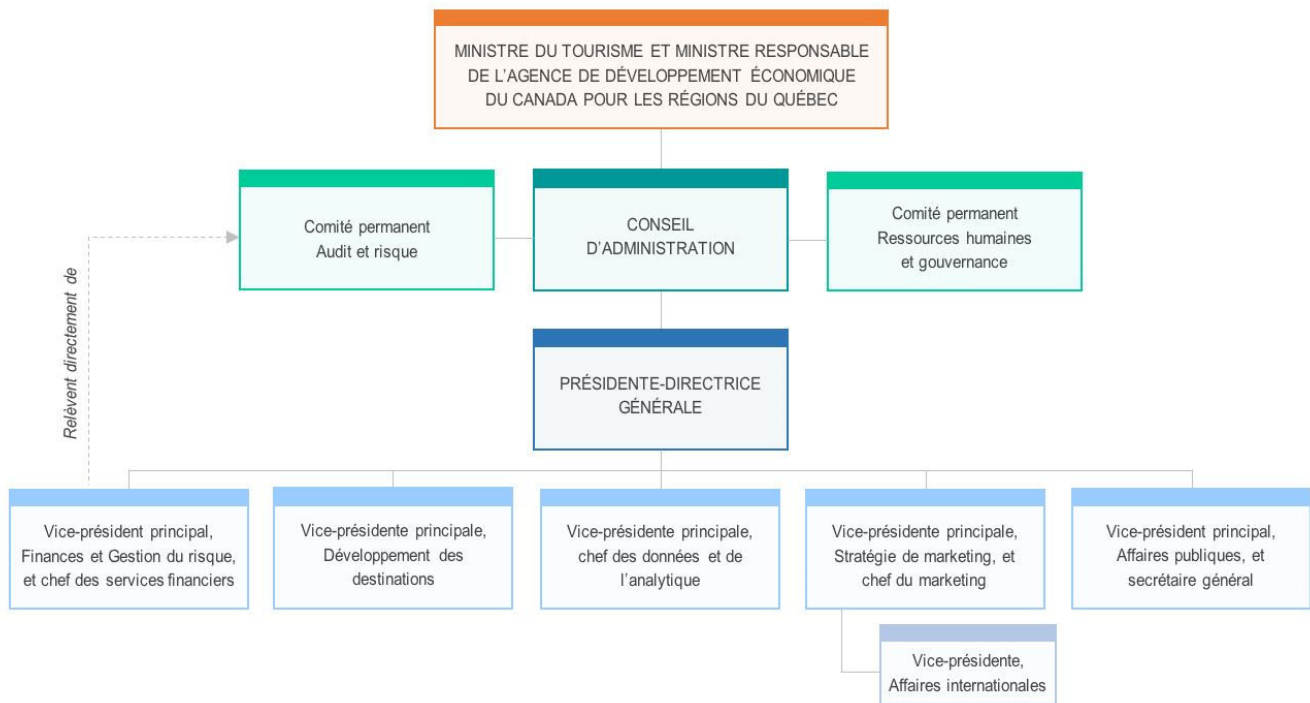 MINISTRE DU TOURISME ET MINISTRE RESPONSABLE
DE L'AGENCE DE DÉVELOPPEMENT ÉCONOMIQUE
DU CANADA POUR LES RÉGIONS DU QUÉBEC
Comité permanent
Audit et risque
CONSEIL
D'ADMINISTRATION
Comité permanent
Ressources humaines
et gouvernance
Relèvent directement de
PRÉSIDENTE-DIRECTRICE
GÉNÉRALE
Vice-président principal,
Finances et Gestion du risque,
et chef des services financiers
Vice-présidente principale,
Développement des
destinations
Vice-présidente principale,
chef des données et de
l'analytique
Vice-présidente principale,
Stratégie de marketing, et
chef du marketing
Vice-président principal,
Affaires publiques, et
secrétaire général
Vice-présidente,
Affaires internationales